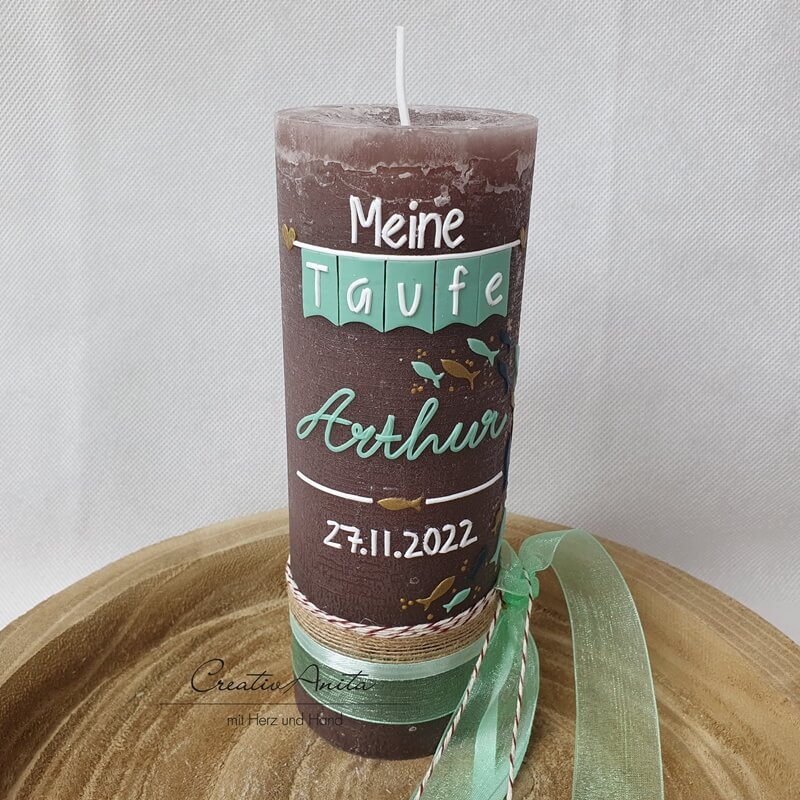 Meine
Taufe
Arthur
27.11.2022
CreativAnita
mit Herz und Hand